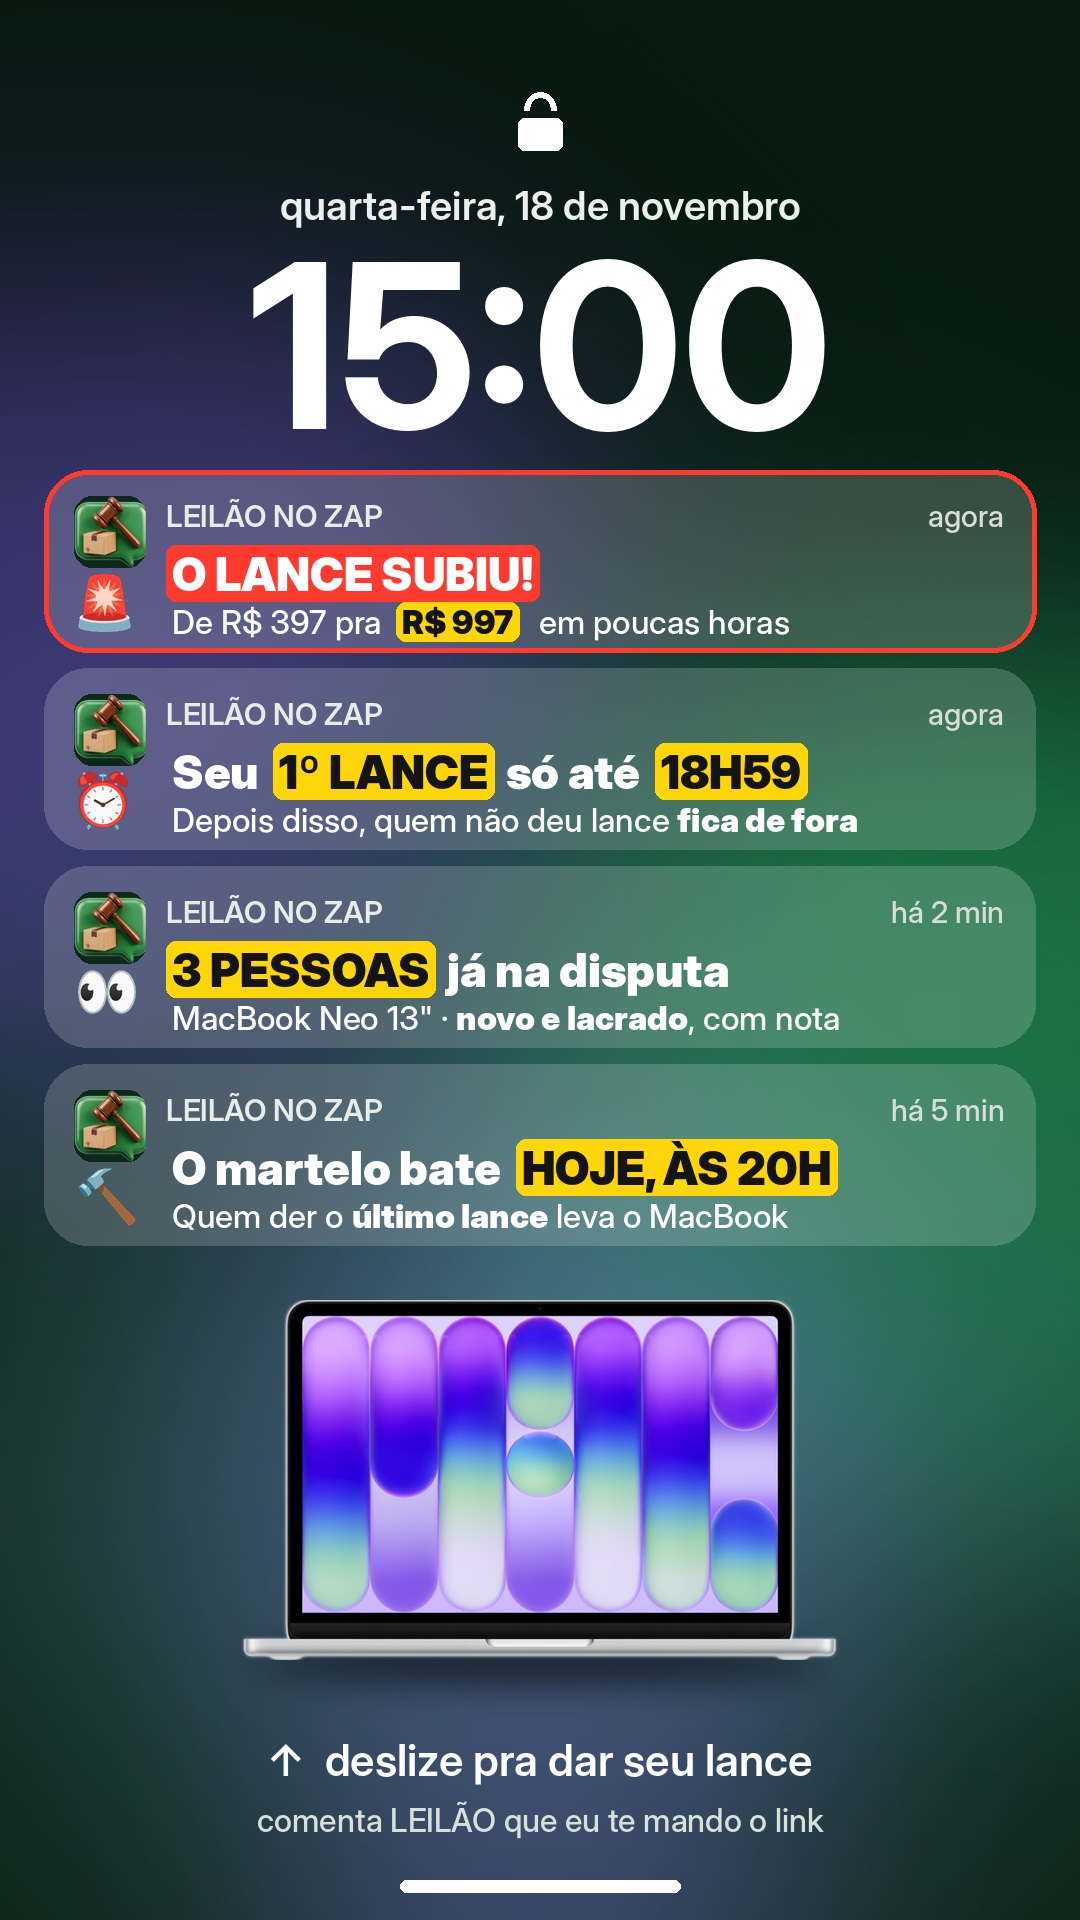 quarta-feira, 18 de novembro
15:00
LEILÃO NO ZAP agora
O LANCE SUBIU!
De R$ 397 pra R$ 997 em poucas horas
LEILÃO NO ZAP agora
Seu 1º LANCE só até 18H59
Depois disso, quem não deu lance fica de fora
LEILÃO NO ZAP há 2 min
3 PESSOAS já na disputa
MacBook Neo 13" · novo e lacrado, com nota
LEILÃO NO ZAP há 5 min
O martelo bate HOJE, ÀS 20H
Quem der o último lance leva o MacBook
↑ deslize pra dar seu lance
comenta LEILÃO que eu te mando o link